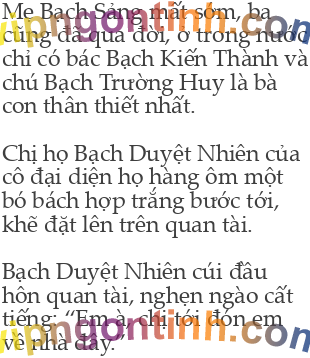 Mẹ Bạch Sảng mất sớm, ba
cũng đã qua đời, ở trong nước
chỉ có bác Bạch Kiến Thành và
chú Bạch Trường Huy là bà
con thân thiết nhất.
Chị họ Bạch Duyệt Nhiên của
cô đại diện họ hàng ôm một
bó bách hợp trắng bước tới,
khẽ đặt lên trên quan tài.
Bạch Duyệt Nhiên cúi đầu
hôn quan tài, nghẹn ngào cất
tiếng: “Em à, chị tới đón em
về nhà đây.”
vipngontinh.com
vipngontinh.com